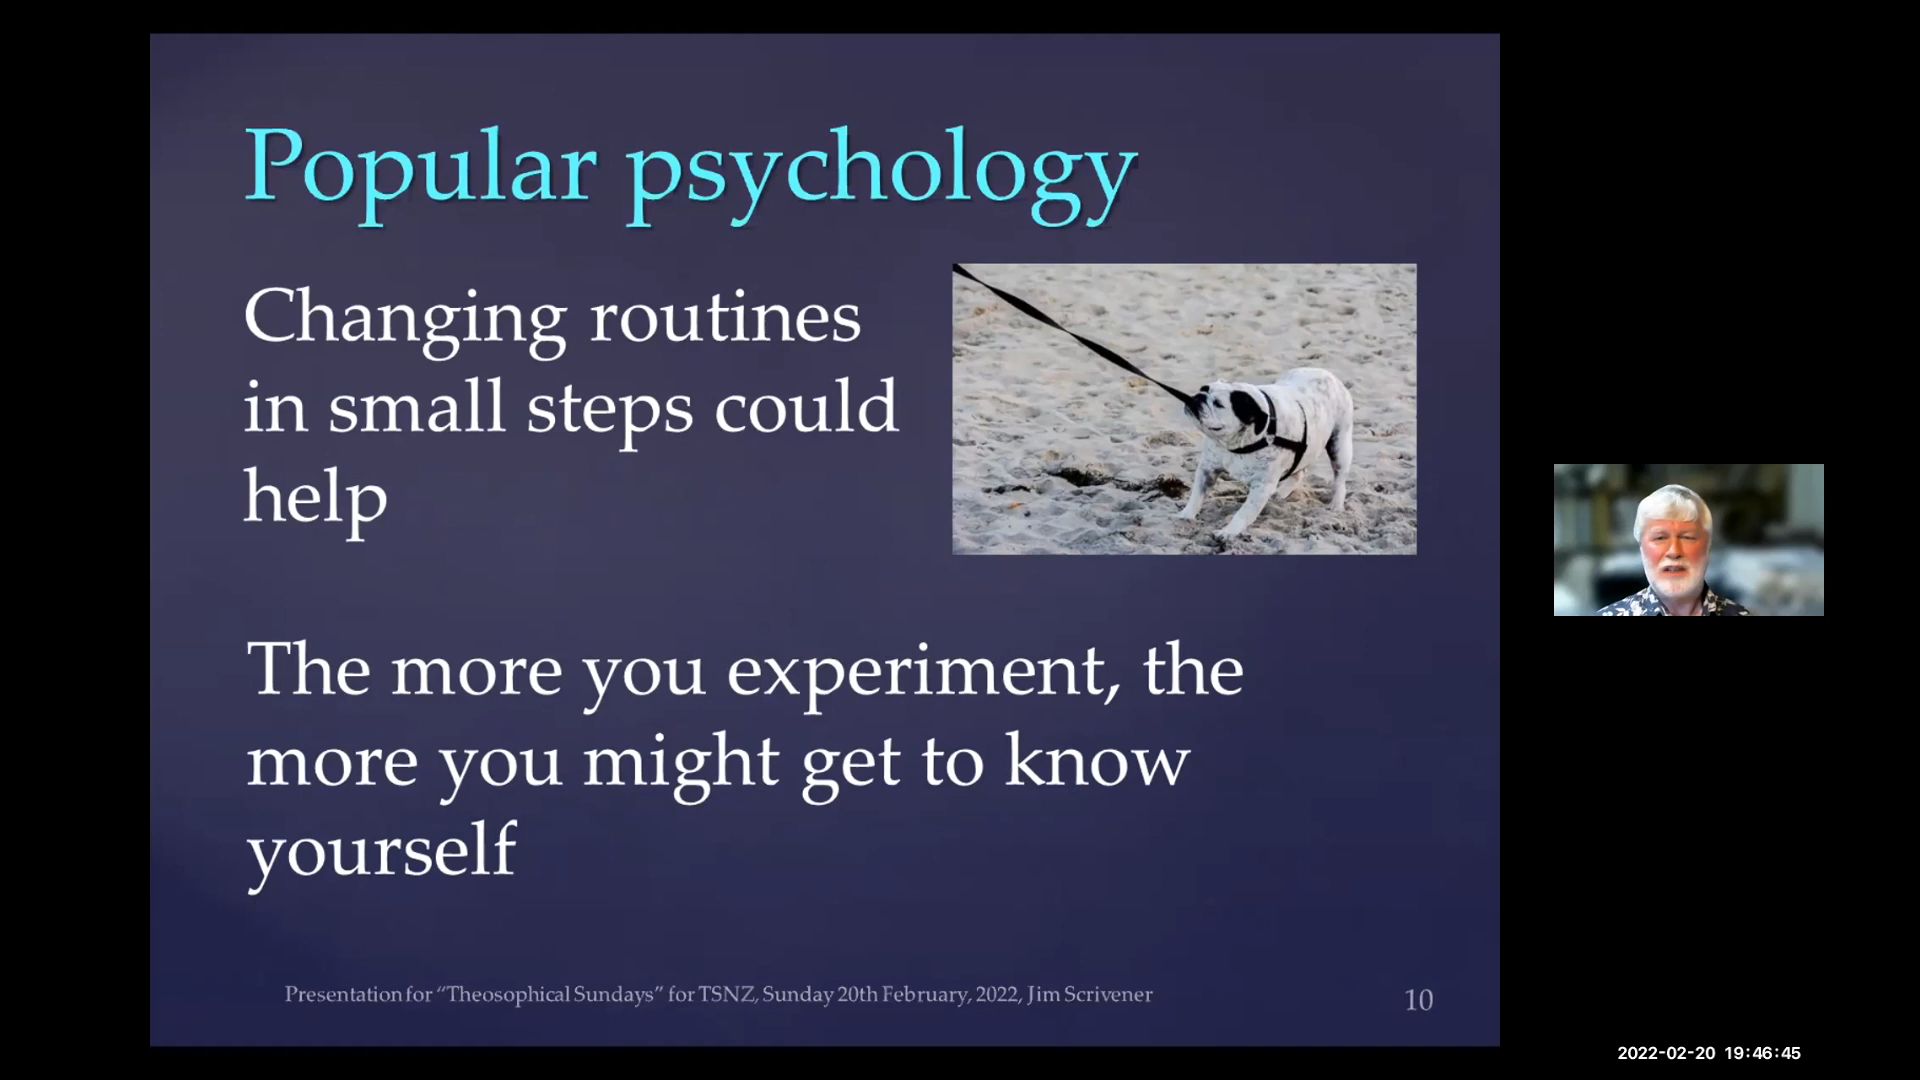 Popular psychology
Changing routines
in small steps could
help
The more you experiment, the
more you might get to know
yourself
Presentation for “Theosophical Sundays” for TSNZ, Sunday 20th February, 2022, Jim Scrivener
10
2022-02-20 19:46:45